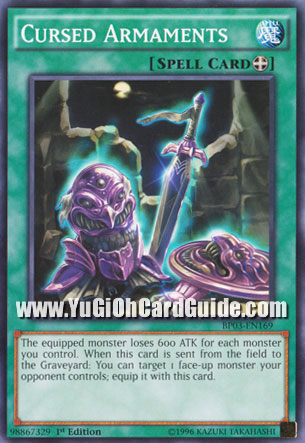 Cursed Armaments
[Spell Card]
www.YuGiOhCardGuide.com
BP03-EN169
The equipped monster loses 600 ATK for each monster
you control. When this card is sent from the field to
the Graveyard: You can target 1 face-up monster your
opponent controls; equip it with this card.
98867329 1st Edition ©1996 KAZUKI TAKAHASHI